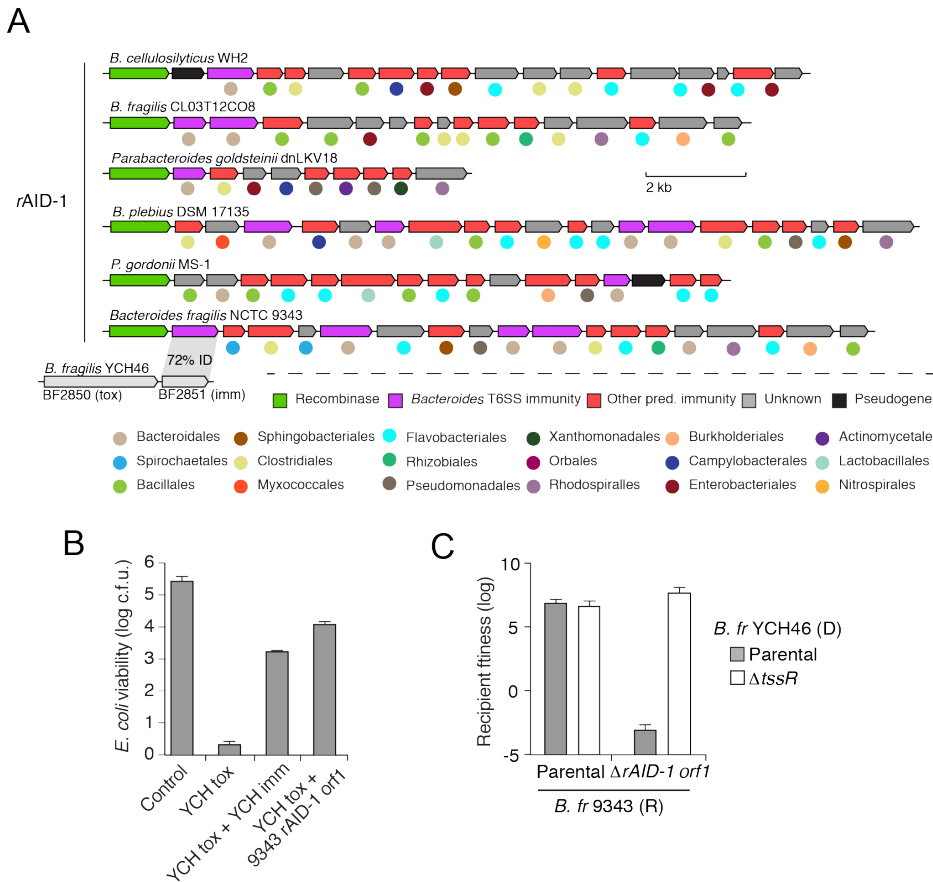 A
B. cellulosilyticus WH2
B. fragilis CL03T12CO8
Parabacteroides goldsteinii dnLKV18
2 kb
rAID-1
B. plebius DSM 17135
P. gordonii MS-1
Bacteroides fragilis NCTC 9343
72% ID
B. fragilis YCH46
BF2850 (tox) BF2851 (imm)
Recombinase Bacteroides T6SS immunity Other pred. immunity Unknown Pseudogene
Bacteroidales Sphingobacteriales Flavobacteriales Xanthomonadales Burkholderiales Actinomycetale
Spirochaetales Clostridiales Rhizobiales Orbales Campylobacterales Lactobacillales
Bacillales Myxococcales Pseudomonadales Rhodospiralles Enterobacteriales Nitrospirales
B
E. coli viability (log c.f.u.)
6
5
4
3
2
1
0
Control
YCH tox
YCH tox + YCH imm
YCH tox +
9343 rAID-1 orf1
C
Recipient ftiness (log)
10
5
0
-5
Parental ΔrAID-1 orf1
B. fr 9343 (R)
B. fr YCH46 (D)
Parental
ΔtssR